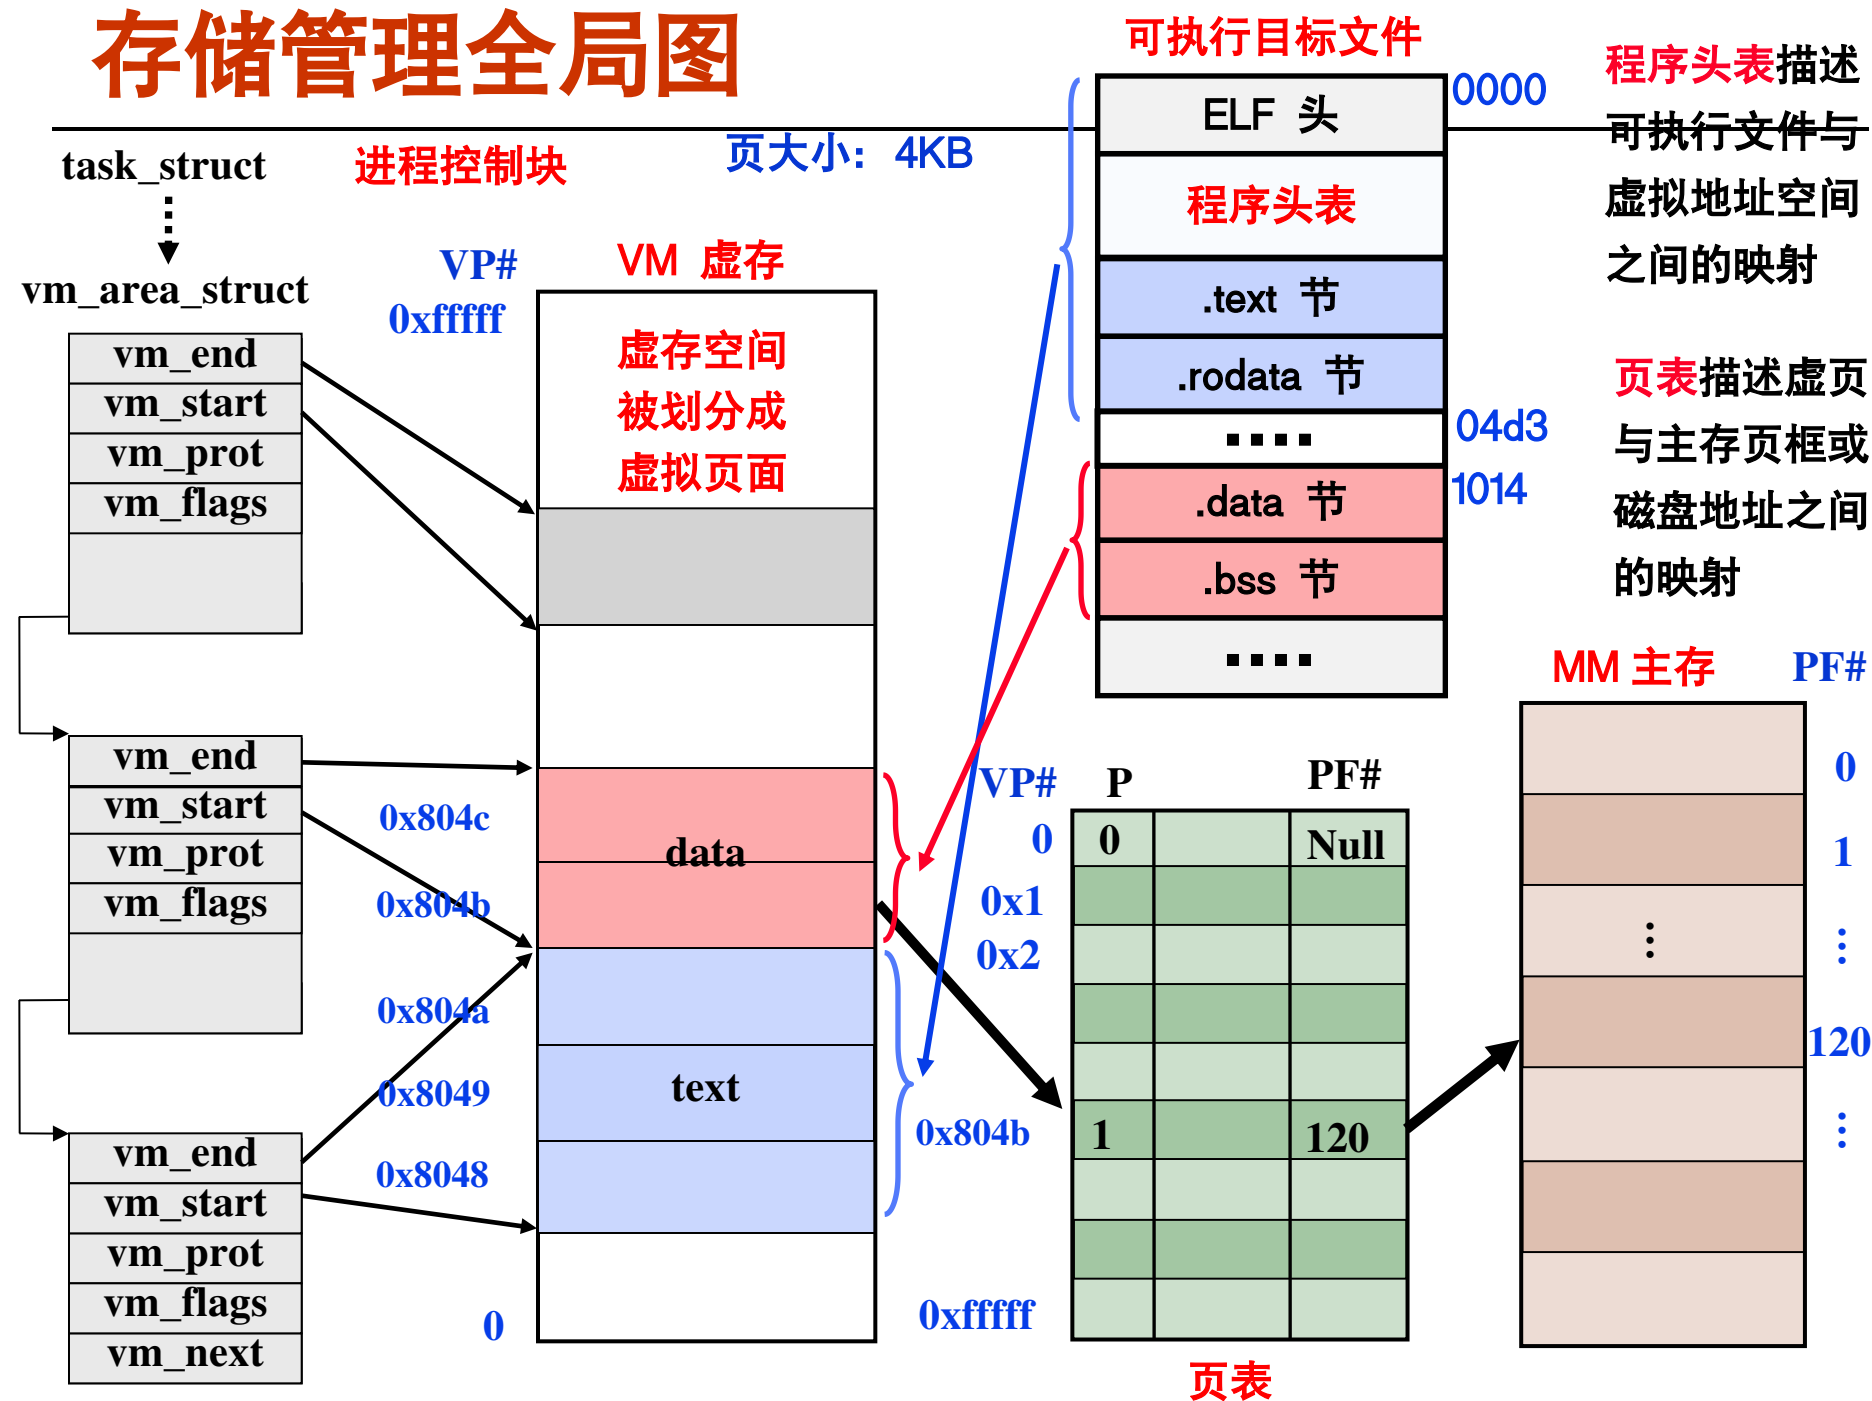 存储管理全局图
task_struct
进程控制块
页大小: 4KB
vm_area_struct
vm_end
vm_start
vm_prot
vm_flags
vm_end
vm_start
vm_prot
vm_flags
vm_end
vm_start
vm_prot
vm_flags
vm_next
VP#
0xfffff
0x804c
0x804b
0x804a
0x8049
0x8048
0
VM 虚存
虚存空间
被划分成
虚拟页面
data
text
可执行目标文件
ELF 头
程序头表
.text 节
.rodata 节
....
.data 节
.bss 节
....
0000
04d3
1014
程序头表描述
可执行文件与
虚拟地址空间
之间的映射
页表描述虚页
与主存页框或
磁盘地址之间
的映射
VP# P PF#
0 0 Null
0x1
0x2
0x804b 1 120
0xfffff
页表
MM 主存 PF#
0
1
... ...
120
...